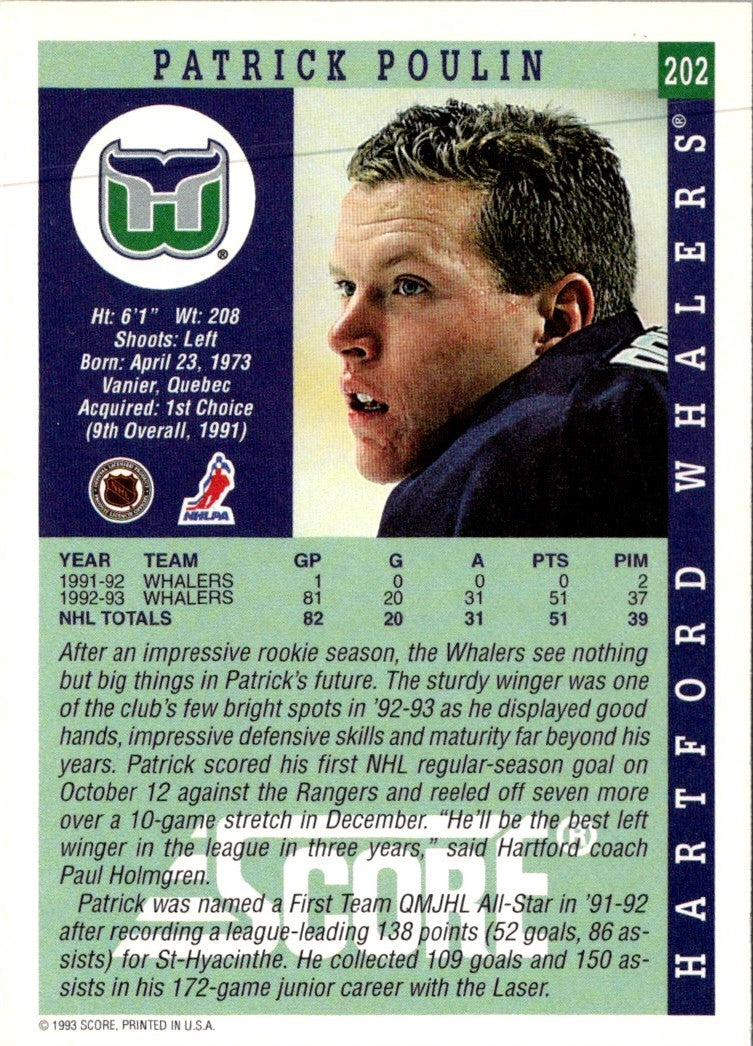 PATRICK POULIN
202
HARTFORD WHALERS®
®
Ht: 6'1" Wt: 208
Shoots: Left
Born: April 23, 1973
Vanier, Quebec
Acquired: 1st Choice
(9th Overall, 1991)
NHLPA
YEAR TEAM GP G A PTS PIM
1991-92 WHALERS 1 0 0 0 2
1992-93 WHALERS 81 20 31 51 37
NHL TOTALS 82 20 31 51 39
After an impressive rookie season, the Whalers see nothing
but big things in Patrick's future. The sturdy winger was one
of the club's few bright spots in '92-93 as he displayed good
hands, impressive defensive skills and maturity far beyond his
years. Patrick scored his first NHL regular-season goal on
October 12 against the Rangers and reeled off seven more
over a 10-game stretch in December. "He'll be the best left
winger in the league in three years," said Hartford coach
Paul Holmgren.
Patrick was named a First Team QMJHL All-Star in '91-92
after recording a league-leading 138 points (52 goals, 86 as-
sists) for St-Hyacinthe. He collected 109 goals and 150 as-
sists in his 172-game junior career with the Laser.
SCORE®
© 1993 SCORE, PRINTED IN U.S.A.